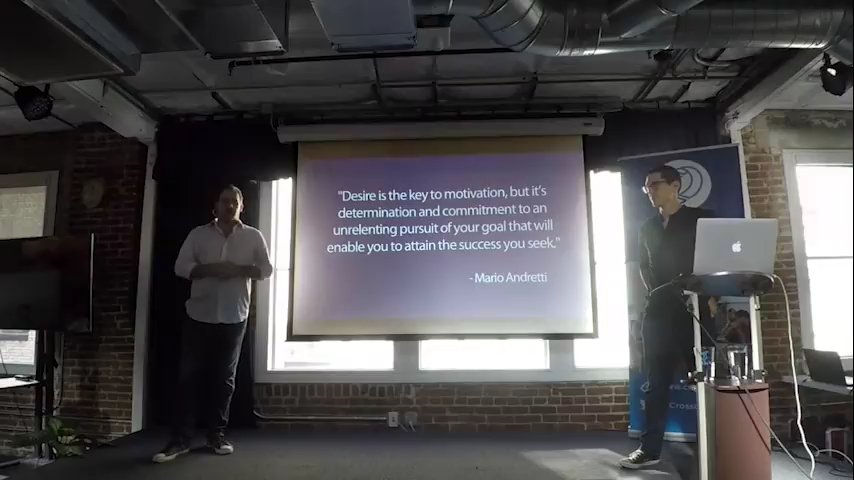 "Desire is the key to motivation, but it's
determination and commitment to an
unrelenting pursuit of your goal that will
enable you to attain the success you seek."
- Mario Andretti